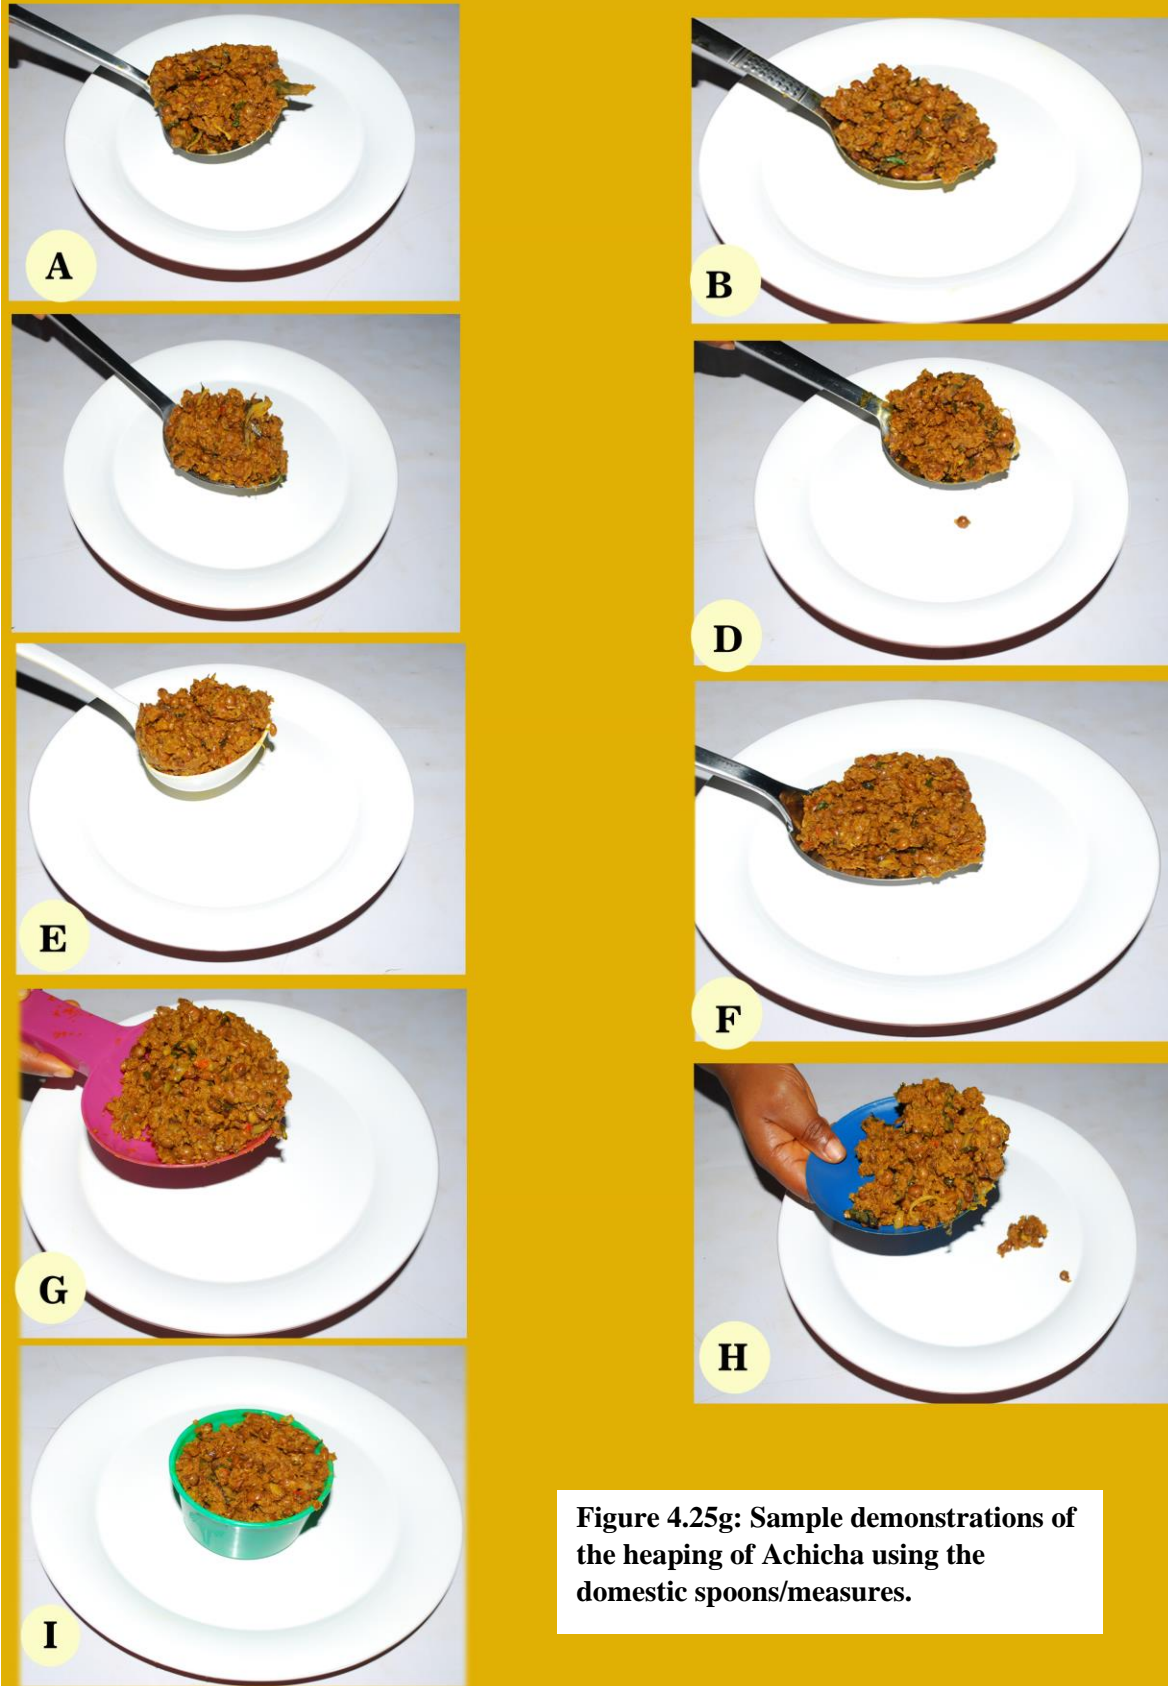 A
B
D
E
F
G
H
I
Figure 4.25g: Sample demonstrations of
the heaping of Achicha using the
domestic spoons/measures.